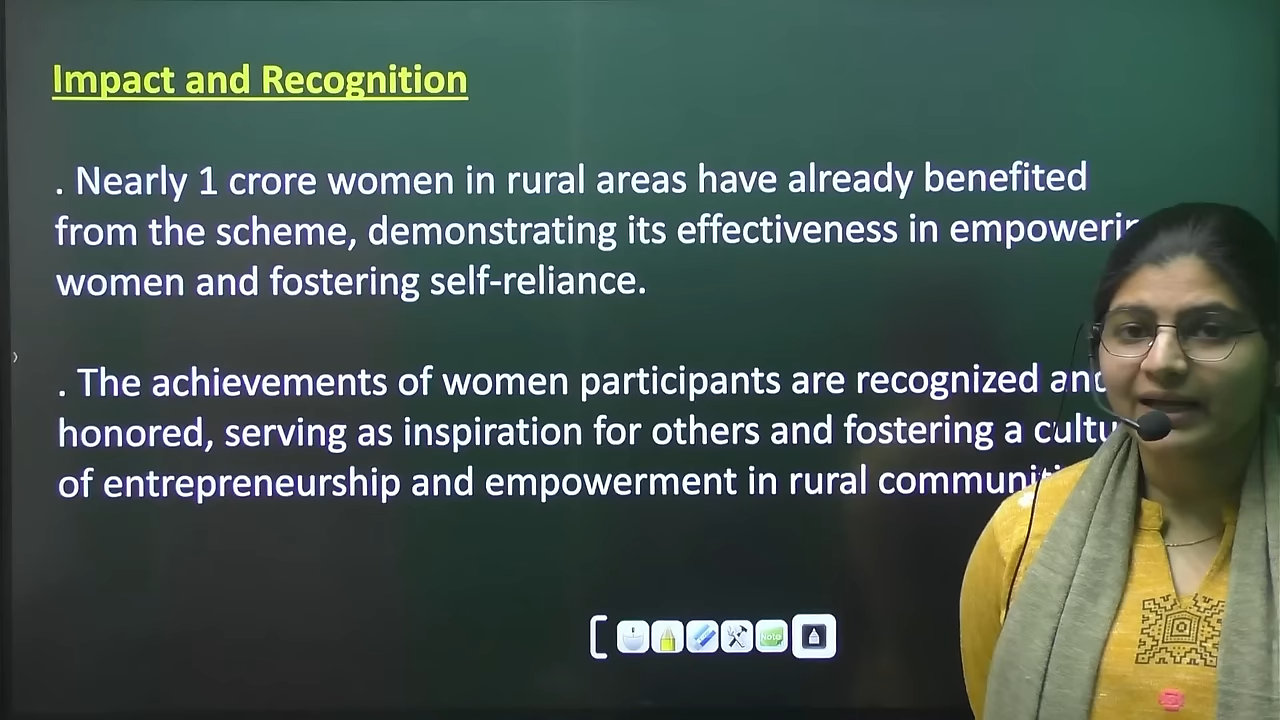 Impact and Recognition
. Nearly 1 crore women in rural areas have already benefited
from the scheme, demonstrating its effectiveness in
women and fostering self-reliance.
. The achievements of women participants are recognized and
honored, serving as inspiration for others and fostering a
of entrepreneurship and empowerment in rural
Note